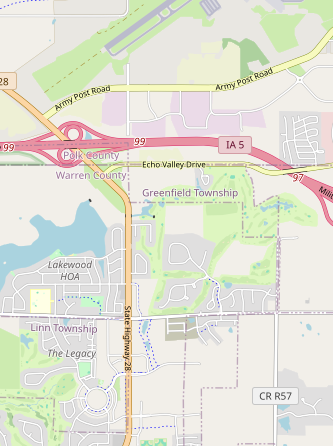 28
Army Post Road
Army Post Road
99
IA 5
99
Polk County
Echo Valley Drive
Warren County
97
Greenfield Township
Lakewood
HOA
State Highway 28
Linn Township
The Legacy
CR R57